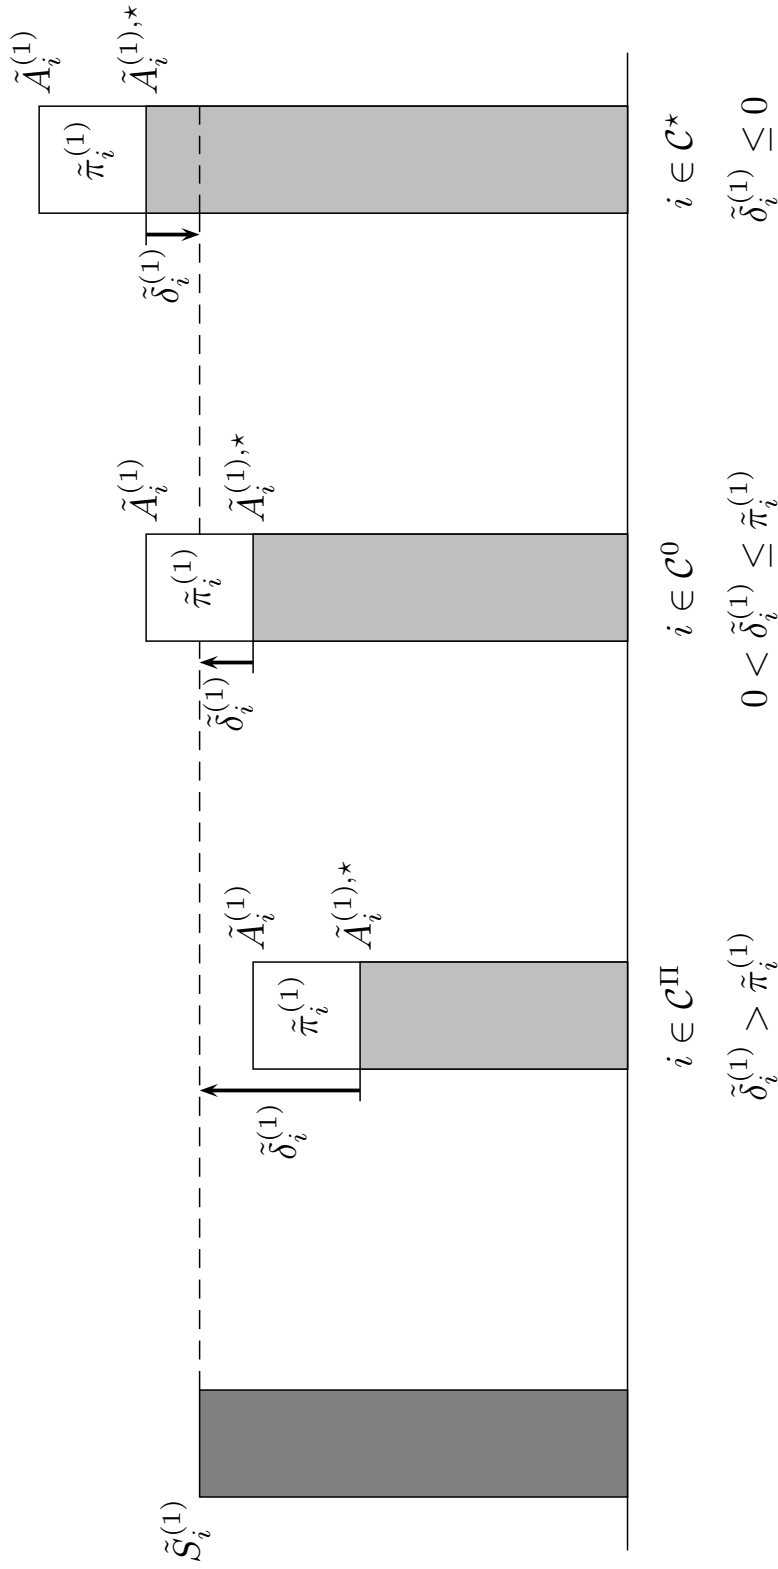 $\tilde{S}_i^{(1)}$
$\tilde{A}_i^{(1)}$
$\tilde{\pi}_i^{(1)}$
$\tilde{A}_i^{(1),\star}$
$\tilde{\delta}_i^{(1)}$
$i \in \mathcal{C}^{\Pi}$
$\tilde{\delta}_i^{(1)} > \tilde{\pi}_i^{(1)}$
$\tilde{A}_i^{(1)}$
$\tilde{\pi}_i^{(1)}$
$\tilde{A}_i^{(1),\star}$
$\tilde{\delta}_i^{(1)}$
$i \in \mathcal{C}^{0}$
$0 < \tilde{\delta}_i^{(1)} \leq \tilde{\pi}_i^{(1)}$
$\tilde{A}_i^{(1)}$
$\tilde{\pi}_i^{(1)}$
$\tilde{A}_i^{(1),\star}$
$\tilde{\delta}_i^{(1)}$
$i \in \mathcal{C}^{\star}$
$\tilde{\delta}_i^{(1)} \leq 0$